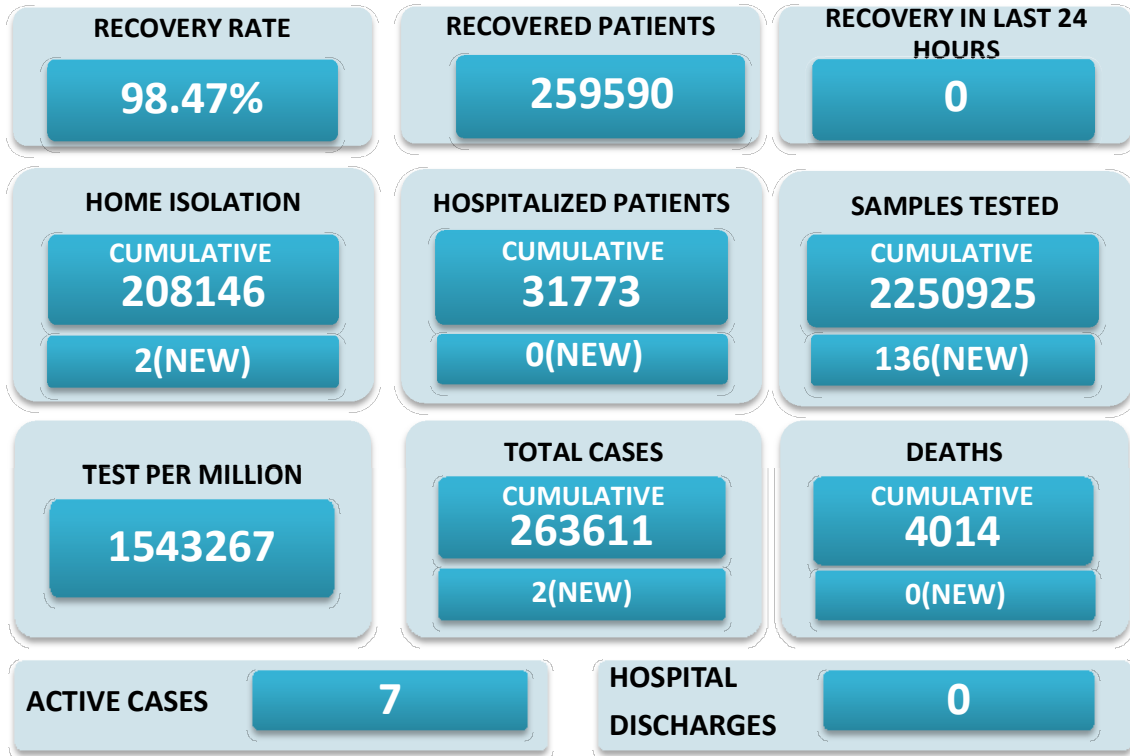 RECOVERY RATE
98.47%
RECOVERED PATIENTS
259590
RECOVERY IN LAST 24
HOURS
0
HOME ISOLATION
CUMULATIVE
208146
2(NEW)
HOSPITALIZED PATIENTS
CUMULATIVE
31773
0(NEW)
SAMPLES TESTED
CUMULATIVE
2250925
136(NEW)
TEST PER MILLION
1543267
TOTAL CASES
CUMULATIVE
263611
2(NEW)
DEATHS
CUMULATIVE
4014
0(NEW)
ACTIVE CASES
7
HOSPITAL
DISCHARGES
0